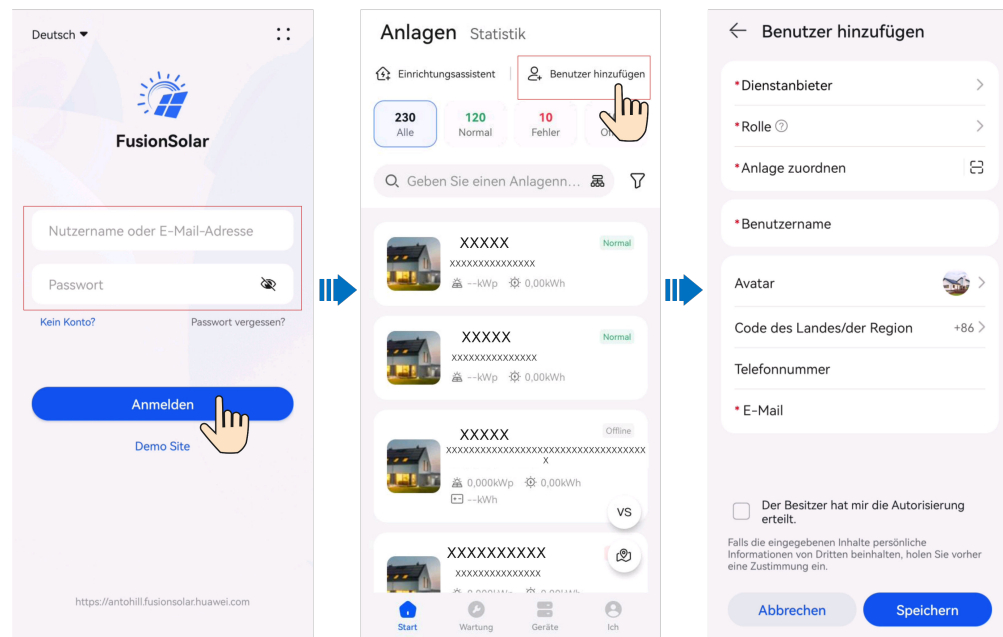 Deutsch
FusionSolar
Nutzername oder E-Mail-Adresse
Passwort
Kein Konto?
Passwort vergessen?
Anmelden
Demo Site
https://antohill.fusionsolar.huawei.com
Anlagen Statistik
Einrichtungsassistent
Benutzer hinzufügen
230
Alle
120
Normal
10
Fehler
Geben Sie einen Anlagenn...
XXXXX
Normal
XXXXXXXXXXXXXXX
--kWp 0,00kWh
XXXXX
Normal
XXXXXXXXXXXXXXX
--kWp 0,00kWh
XXXXX
Offline
XXXXXXXXXXXXXXXXXXXXXXXXXXXXXXXXXXX
X
0,000kWp 0,00kWh
--kWh
VS
XXXXXXXXXX
XXXXXXXXXXXXXXX
Start
Wartung
Geräte
Ich
Benutzer hinzufügen
*Dienstanbieter
*Rolle
*Anlage zuordnen
*Benutzername
Avatar
Code des Landes/der Region +86
Telefonnummer
* E-Mail
Der Besitzer hat mir die Autorisierung
erteilt.
Falls die eingegebenen Inhalte persönliche
Informationen von Dritten beinhalten, holen Sie vorher
eine Zustimmung ein.
Abbrechen
Speichern